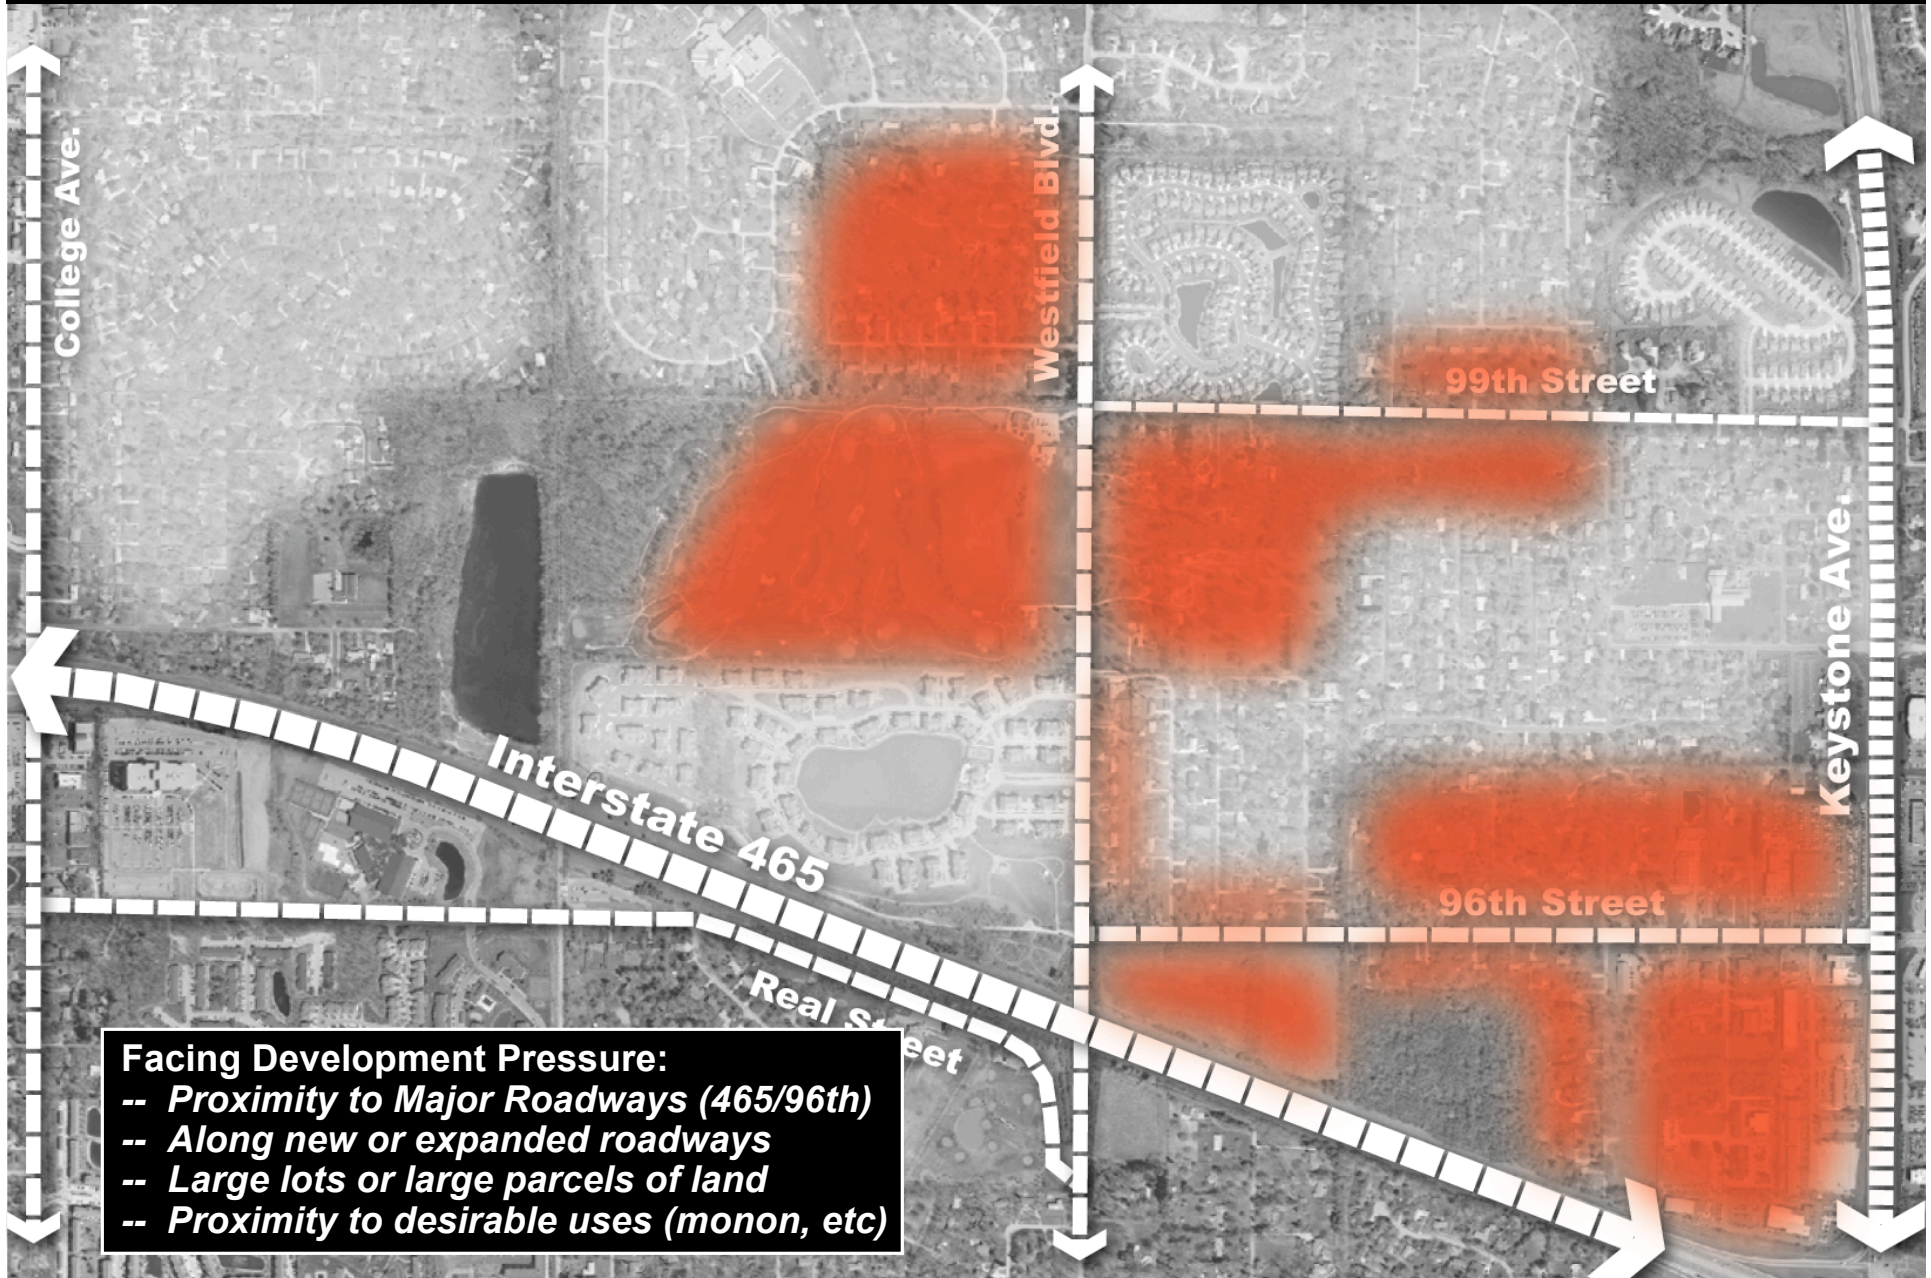 College Ave.
Westfield Blvd.
99th Street
Keystone Ave.
Interstate 465
96th Street
Real Street
Facing Development Pressure:
-- Proximity to Major Roadways (465/96th)
-- Along new or expanded roadways
-- Large lots or large parcels of land
-- Proximity to desirable uses (monon, etc)